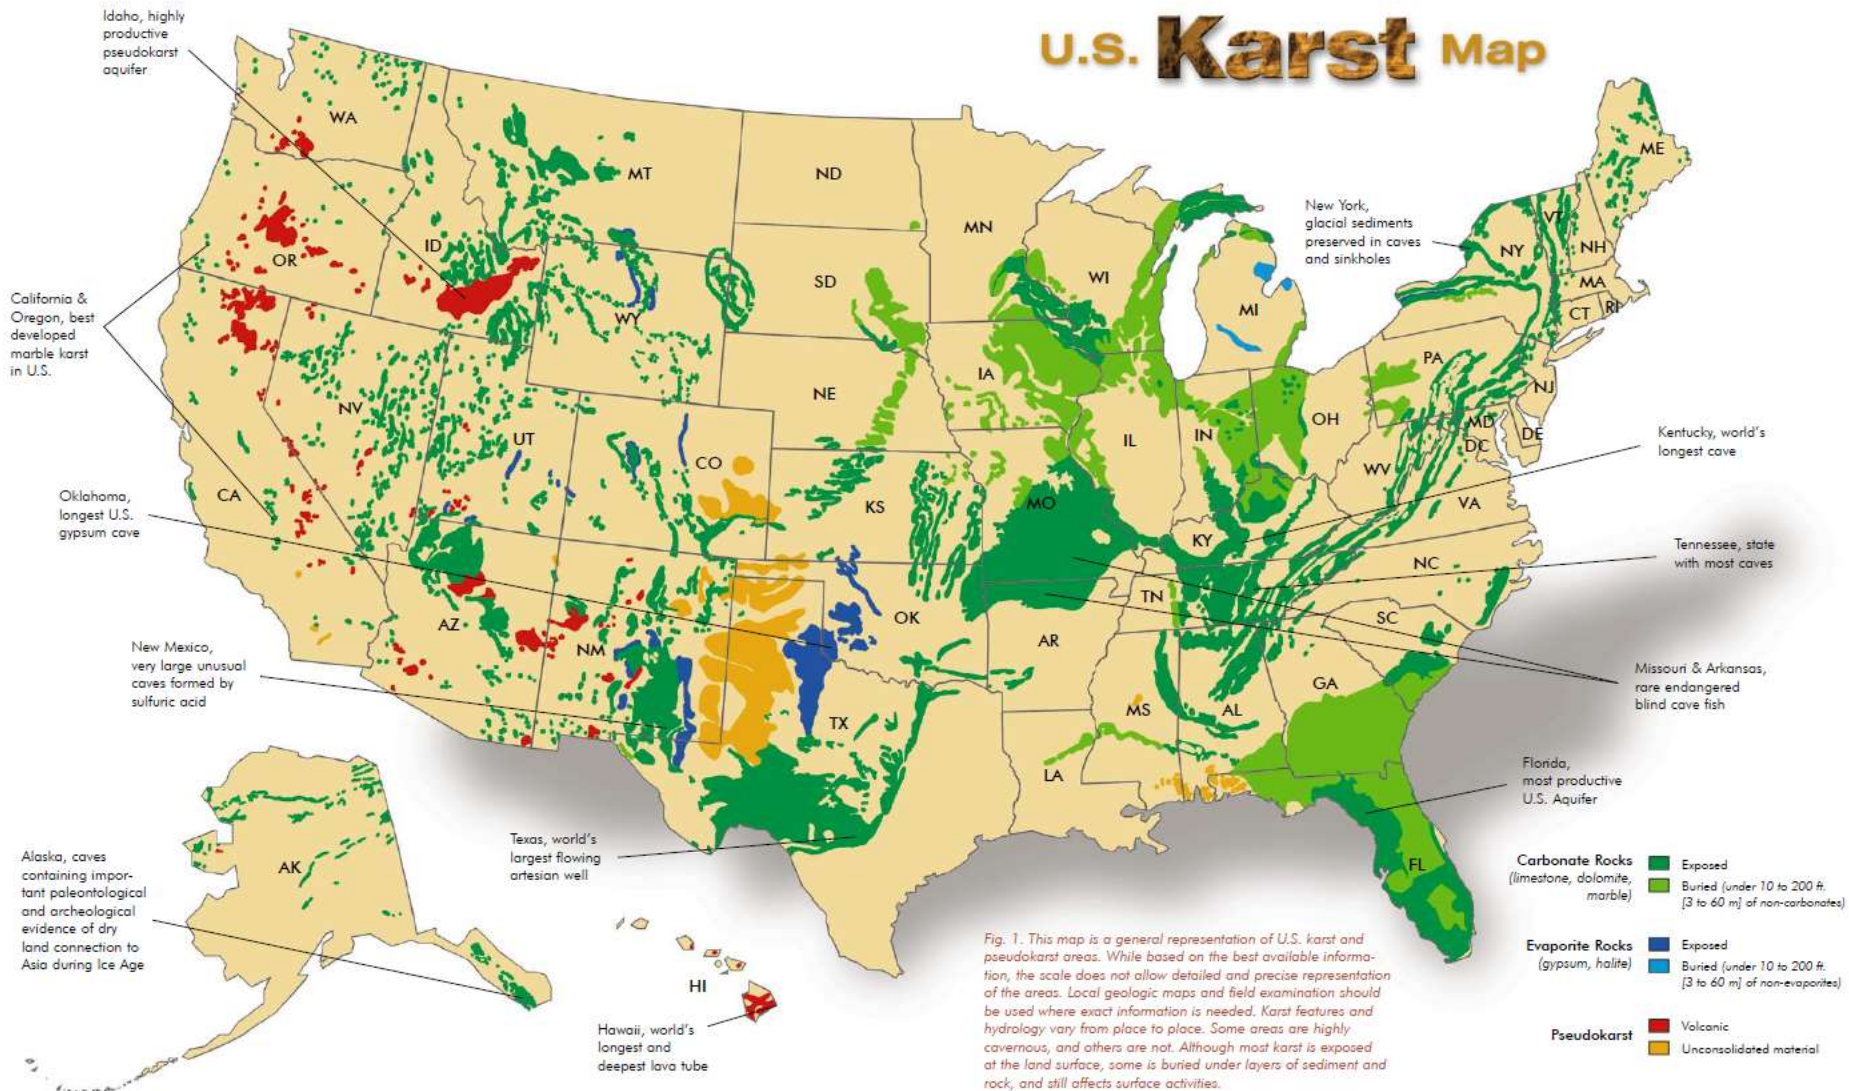 U.S. Karst Map
Idaho, highly
productive
pseudokarst
aquifer
California &
Oregon, best
developed
marble karst
in U.S.
Oklahoma,
longest U.S.
gypsum cave
New Mexico,
very large unusual
caves formed by
sulfuric acid
Alaska, caves
containing impor-
tant paleontological
and archeological
evidence of dry
land connection to
Asia during Ice Age
Texas, world's
largest flowing
artesian well
Hawaii, world's
longest and
deepest lava tube
New York,
glacial sediments
preserved in caves
and sinkholes
Kentucky, world's
longest cave
Tennessee, state
with most caves
Missouri & Arkansas,
rare endangered
blind cave fish
Florida,
most productive
U.S. Aquifer
WA
OR
ID
MT
ND
MN
WI
MI
NY
VT
NH
ME
MA
CT
RI
SD
WY
NE
IA
IL
IN
OH
PA
NJ
MD
DC
DE
WV
VA
NV
UT
CO
KS
MO
KY
CA
AZ
NM
OK
AR
TN
NC
SC
TX
LA
MS
AL
GA
FL
AK
HI
Carbonate Rocks
(limestone, dolomite,
marble)
Exposed
Buried (under 10 to 200 ft.
[3 to 60 m] of non-carbonates)
Evaporite Rocks
(gypsum, halite)
Exposed
Buried (under 10 to 200 ft.
[3 to 60 m] of non-evaporites)
Pseudokarst
Volcanic
Unconsolidated material
Fig. 1. This map is a general representation of U.S. karst and
pseudokarst areas. While based on the best available informa-
tion, the scale does not allow detailed and precise representation
of the areas. Local geologic maps and field examination should
be used where exact information is needed. Karst features and
hydrology vary from place to place. Some areas are highly
cavernous, and others are not. Although most karst is exposed
at the land surface, some is buried under layers of sediment and
rock, and still affects surface activities.